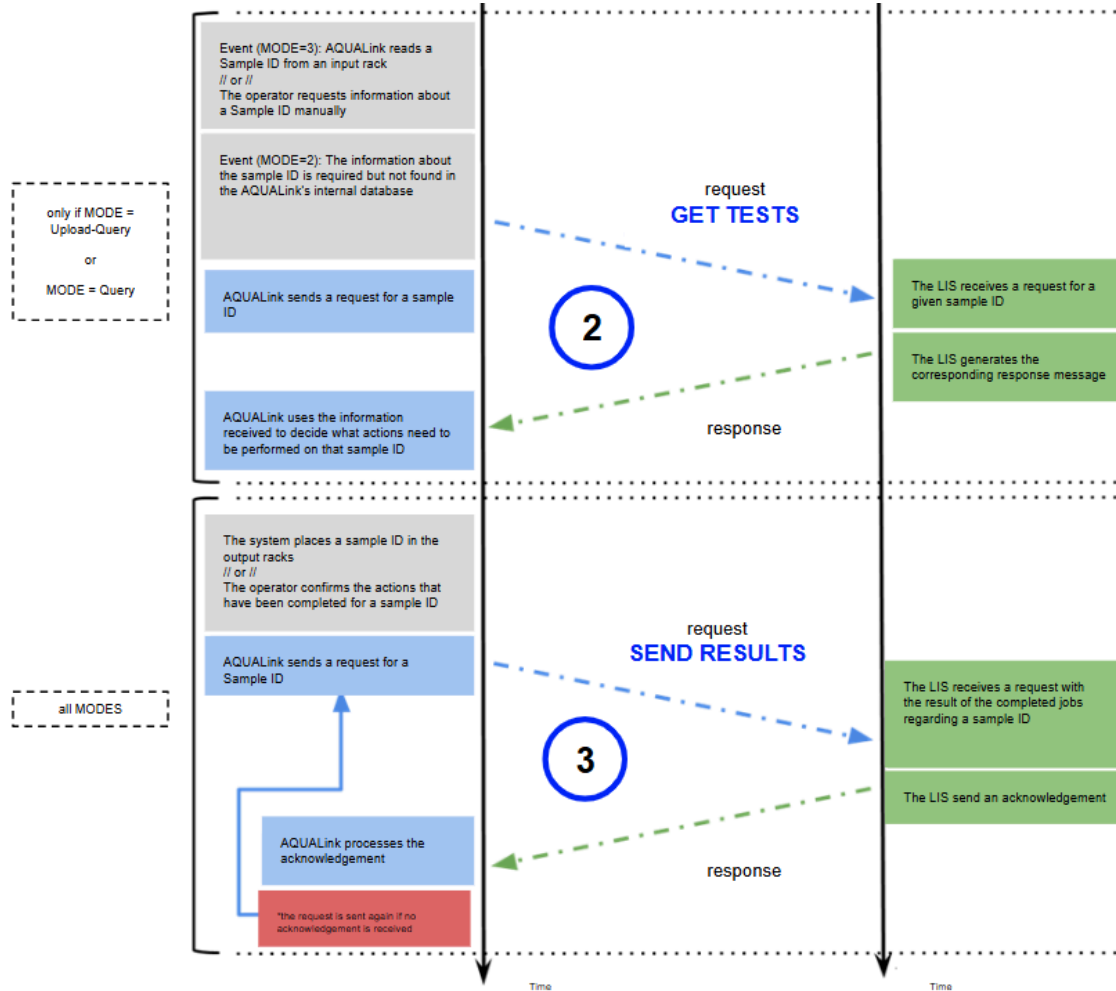 Event (MODE=3): AQUALink reads a
Sample ID from an input rack
// or //
The operator requests information about
a Sample ID manually
Event (MODE=2): The information about
the sample ID is required but not found in
the AQUALink's internal database
only if MODE =
Upload-Query
or
MODE = Query
request
GET TESTS
AQUALink sends a request for a sample
ID
2
The LIS receives a request for a
given sample ID
The LIS generates the
corresponding response message
AQUALink uses the information
received to decide what actions need to
be performed on that sample ID
response
The system places a sample ID in the
output racks
// or //
The operator confirms the actions that
have been completed for a sample ID
request
SEND RESULTS
AQUALink sends a request for a
Sample ID
all MODES
The LIS receives a request with
the result of the completed jobs
regarding a sample ID
3
The LIS send an acknowledgement
AQUALink processes the
acknowledgement
response
*the request is sent again if no
acknowledgement is received
Time
Time